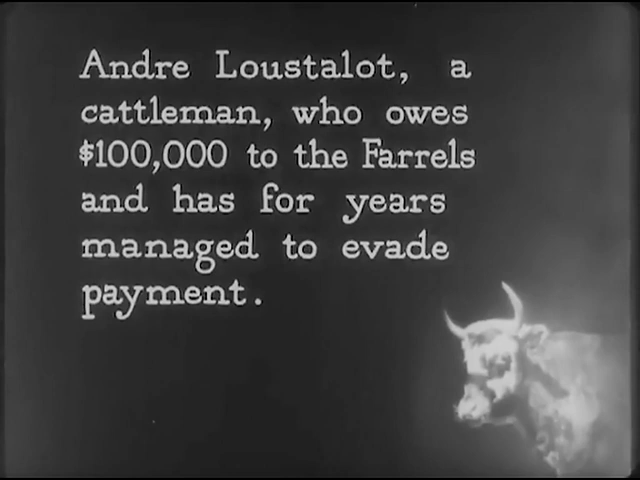 Andre Loustalot, a
cattleman, who owes
$100,000 to the Farrels
and has for years
managed to evade
payment.